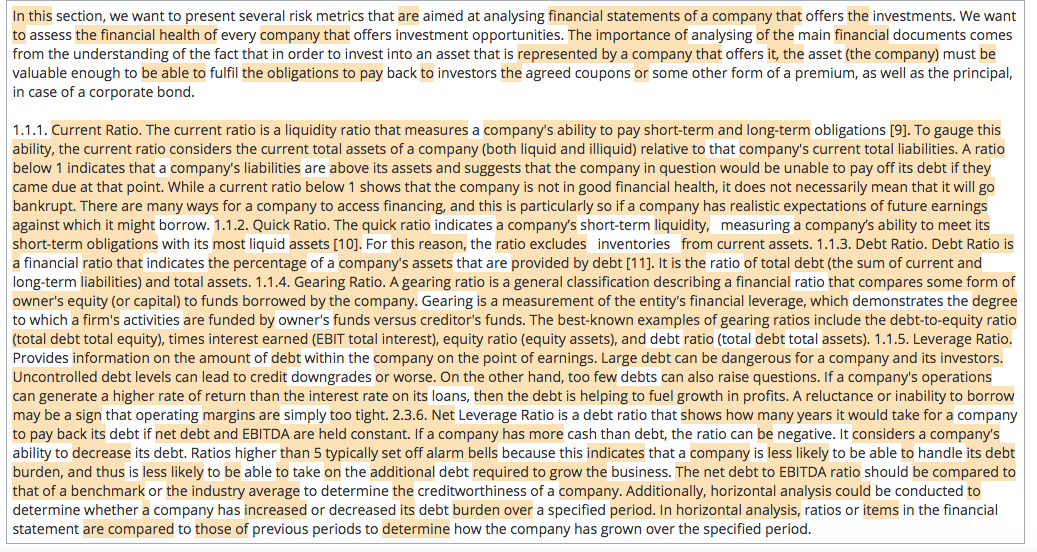 In this section, we want to present several risk metrics that are aimed at analysing financial statements of a company that offers the investments. We want
to assess the financial health of every company that offers investment opportunities. The importance of analysing of the main financial documents comes
from the understanding of the fact that in order to invest into an asset that is represented by a company that offers it, the asset (the company) must be
valuable enough to be able to fulfil the obligations to pay back to investors the agreed coupons or some other form of a premium, as well as the principal,
in case of a corporate bond.
1.1.1. Current Ratio. The current ratio is a liquidity ratio that measures a company's ability to pay short-term and long-term obligations [9]. To gauge this
ability, the current ratio considers the current total assets of a company (both liquid and illiquid) relative to that company's current total liabilities. A ratio
below 1 indicates that a company's liabilities are above its assets and suggests that the company in question would be unable to pay off its debt if they
came due at that point. While a current ratio below 1 shows that the company is not in good financial health, it does not necessarily mean that it will go
bankrupt. There are many ways for a company to access financing, and this is particularly so if a company has realistic expectations of future earnings
against which it might borrow. 1.1.2. Quick Ratio. The quick ratio indicates a company's short-term liquidity, measuring a company's ability to meet its
short-term obligations with its most liquid assets [10]. For this reason, the ratio excludes inventories from current assets. 1.1.3. Debt Ratio. Debt Ratio is
a financial ratio that indicates the percentage of a company's assets that are provided by debt [11]. It is the ratio of total debt (the sum of current and
long-term liabilities) and total assets. 1.1.4. Gearing Ratio. A gearing ratio is a general classification describing a financial ratio that compares some form of
owner's equity (or capital) to funds borrowed by the company. Gearing is a measurement of the entity's financial leverage, which demonstrates the degree
to which a firm's activities are funded by owner's funds versus creditor's funds. The best-known examples of gearing ratios include the debt-to-equity ratio
(total debt total equity), times interest earned (EBIT total interest), equity ratio (equity assets), and debt ratio (total debt total assets). 1.1.5. Leverage Ratio.
Provides information on the amount of debt within the company on the point of earnings. Large debt can be dangerous for a company and its investors.
Uncontrolled debt levels can lead to credit downgrades or worse. On the other hand, too few debts can also raise questions. If a company's operations
can generate a higher rate of return than the interest rate on its loans, then the debt is helping to fuel growth in profits. A reluctance or inability to borrow
may be a sign that operating margins are simply too tight. 2.3.6. Net Leverage Ratio is a debt ratio that shows how many years it would take for a company
to pay back its debt if net debt and EBITDA are held constant. If a company has more cash than debt, the ratio can be negative. It considers a company's
ability to decrease its debt. Ratios higher than 5 typically set off alarm bells because this indicates that a company is less likely to be able to handle its debt
burden, and thus is less likely to be able to take on the additional debt required to grow the business. The net debt to EBITDA ratio should be compared to
that of a benchmark or the industry average to determine the creditworthiness of a company. Additionally, horizontal analysis could be conducted to
determine whether a company has increased or decreased its debt burden over a specified period. In horizontal analysis, ratios or items in the financial
statement are compared to those of previous periods to determine how the company has grown over the specified period.